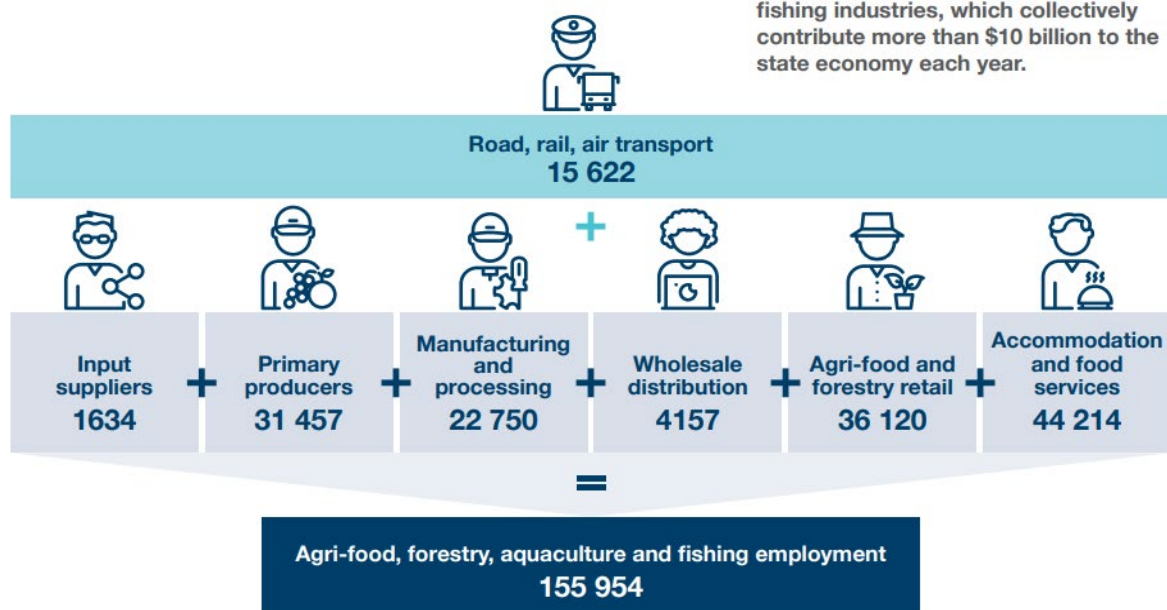 fishing industries, which collectively
contribute more than $10 billion to the
state economy each year.
Road, rail, air transport
15 622
+
Input
suppliers
1634
+
Primary
producers
31 457
+
Manufacturing
and
processing
22 750
+
Wholesale
distribution
4157
+
Agri-food and
forestry retail
36 120
+
Accommodation
and food
services
44 214
=
Agri-food, forestry, aquaculture and fishing employment
155 954